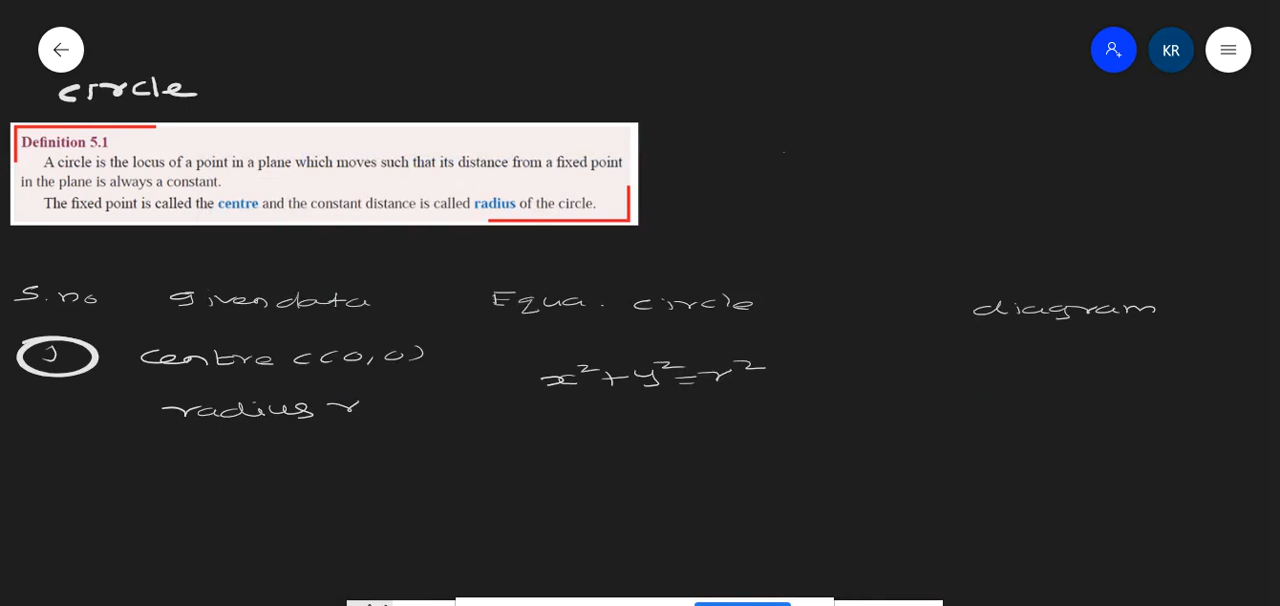 KR
circle
Definition 5.1
A circle is the locus of a point in a plane which moves such that its distance from a fixed point
in the plane is always a constant.
The fixed point is called the centre and the constant distance is called radius of the circle.
S.no given data Equa. circle diagram
1 centre C(0,0) x²+y²=r²
radius r